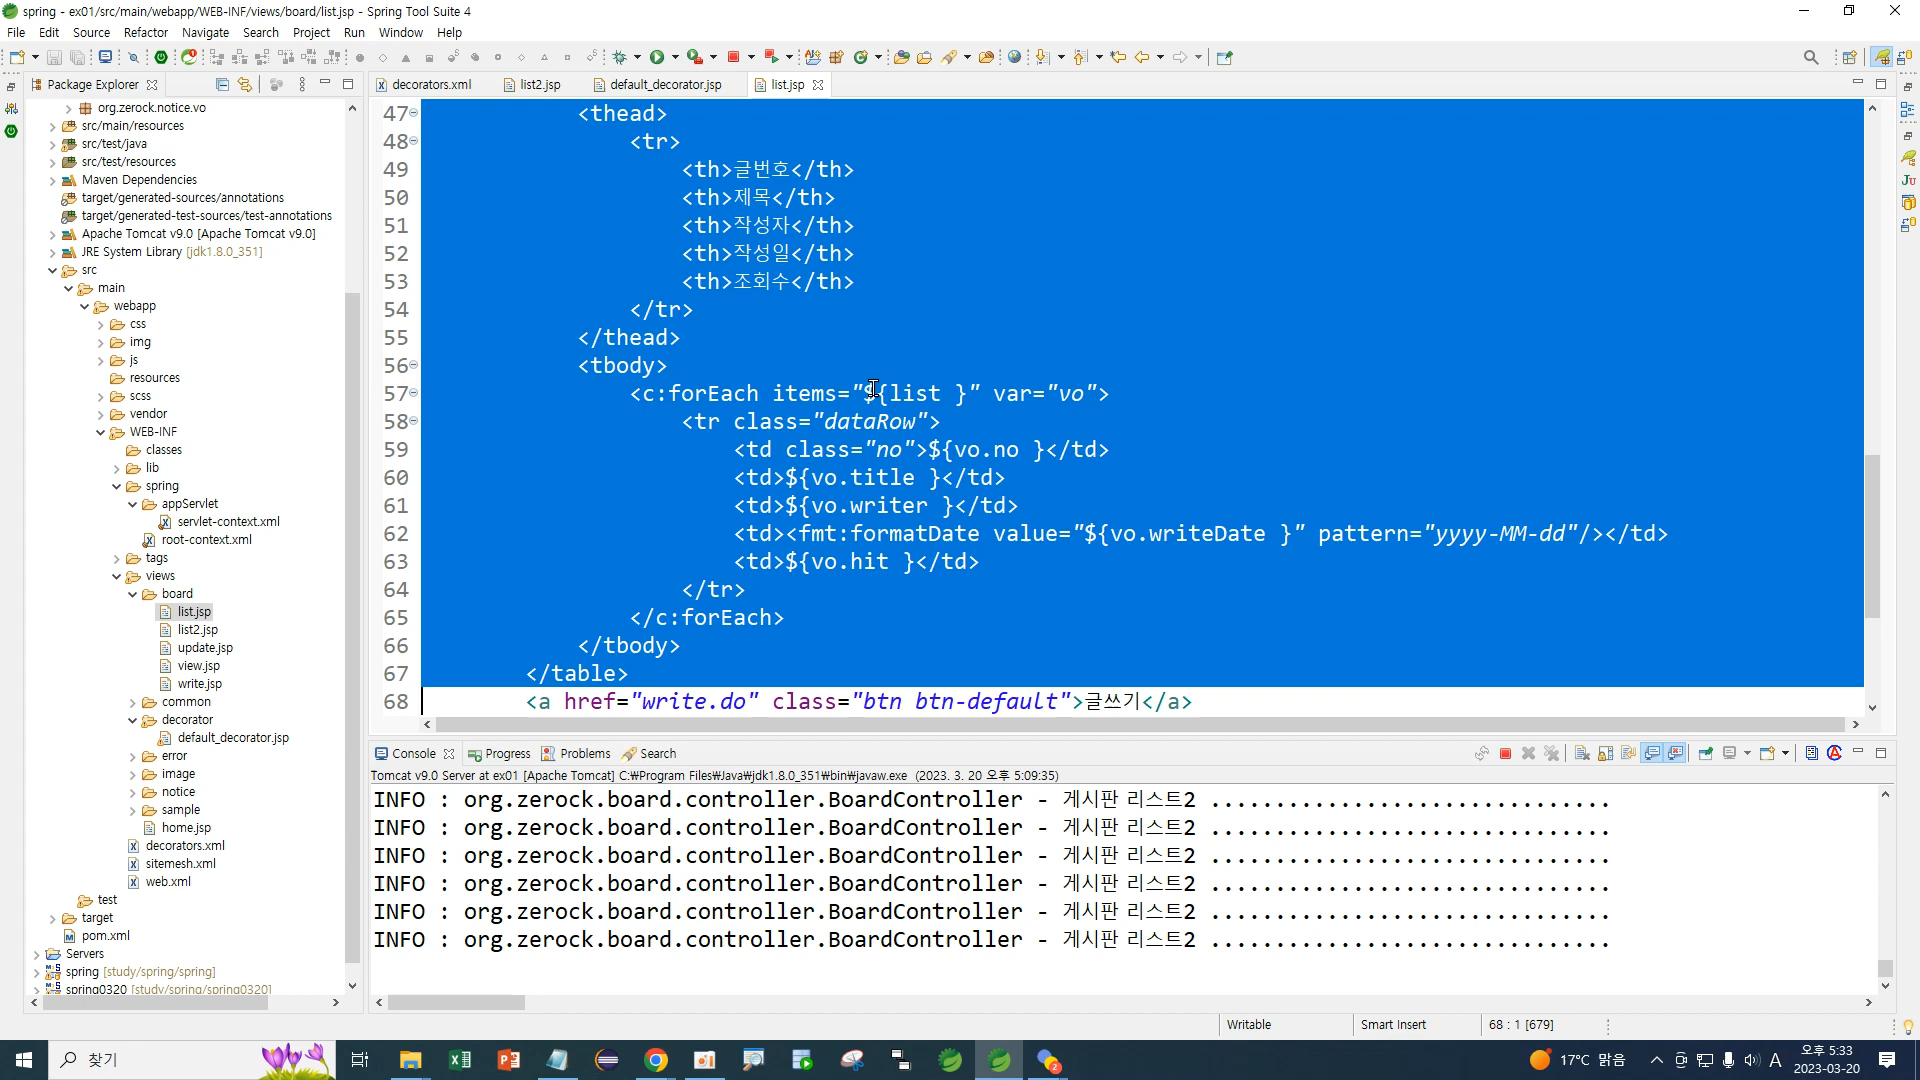 spring - ex01/src/main/webapp/WEB-INF/views/board/list.jsp - Spring Tool Suite 4
File Edit Source Refactor Navigate Search Project Run Window Help
Package Explorer
org.zerock.notice.vo
src/main/resources
src/test/java
src/test/resources
Maven Dependencies
target/generated-sources/annotations
target/generated-test-sources/test-annotations
Apache Tomcat v9.0 [Apache Tomcat v9.0]
JRE System Library [jdk1.8.0_351]
src
main
webapp
css
img
js
resources
scss
vendor
WEB-INF
classes
lib
spring
appServlet
servlet-context.xml
root-context.xml
tags
views
board
list.jsp
list2.jsp
update.jsp
view.jsp
write.jsp
common
decorator
default_decorator.jsp
error
image
notice
sample
home.jsp
decorators.xml
sitemesh.xml
web.xml
test
target
pom.xml
Servers
spring [study/spring/spring]
spring0320 [study/spring/spring0320]
decorators.xml list2.jsp default_decorator.jsp list.jsp
47 <thead>
48 <tr>
49 <th>글번호</th>
50 <th>제목</th>
51 <th>작성자</th>
52 <th>작성일</th>
53 <th>조회수</th>
54 </tr>
55 </thead>
56 <tbody>
57 <c:forEach items="${list }" var="vo">
58 <tr class="dataRow">
59 <td class="no">${vo.no }</td>
60 <td>${vo.title }</td>
61 <td>${vo.writer }</td>
62 <td><fmt:formatDate value="${vo.writeDate }" pattern="yyyy-MM-dd"/></td>
63 <td>${vo.hit }</td>
64 </tr>
65 </c:forEach>
66 </tbody>
67 </table>
68 <a href="write.do" class="btn btn-default">글쓰기</a>
Console Progress Problems Search
Tomcat v9.0 Server at ex01 [Apache Tomcat] C:₩Program Files₩Java₩jdk1.8.0_351₩bin₩javaw.exe (2023. 3. 20 오후 5:09:35)
INFO : org.zerock.board.controller.BoardController - 게시판 리스트2 ...............................
INFO : org.zerock.board.controller.BoardController - 게시판 리스트2 ...............................
INFO : org.zerock.board.controller.BoardController - 게시판 리스트2 ...............................
INFO : org.zerock.board.controller.BoardController - 게시판 리스트2 ...............................
INFO : org.zerock.board.controller.BoardController - 게시판 리스트2 ...............................
INFO : org.zerock.board.controller.BoardController - 게시판 리스트2 ...............................
Writable Smart Insert 68 : 1 [679]
찾기
17°C 맑음
A
오후 5:33
2023-03-20